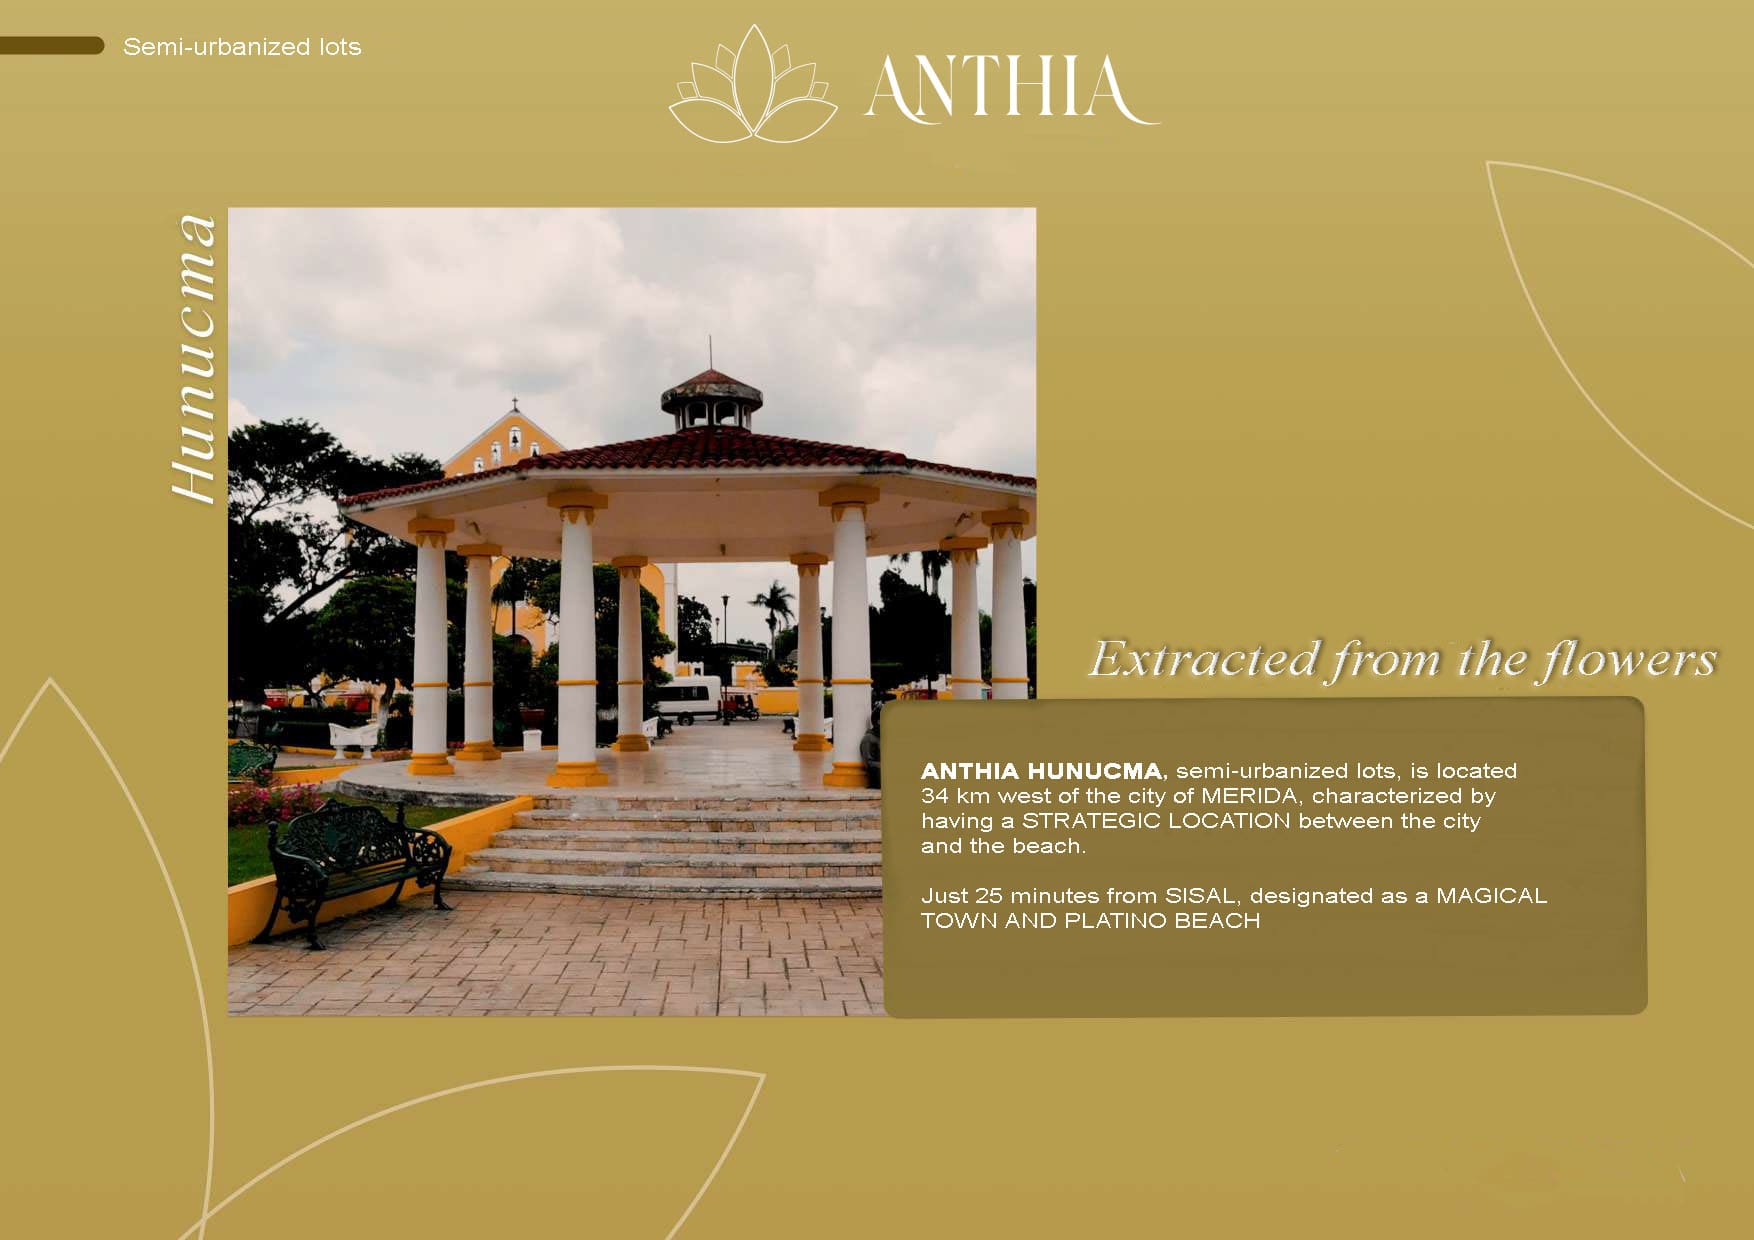 Semi-urbanized lots
ANTHIA
Hunucma
Extracted from the flowers
ANTHIA HUNUCMA, semi-urbanized lots, is located
34 km west of the city of MERIDA, characterized by
having a STRATEGIC LOCATION between the city
and the beach.
Just 25 minutes from SISAL, designated as a MAGICAL
TOWN AND PLATINO BEACH